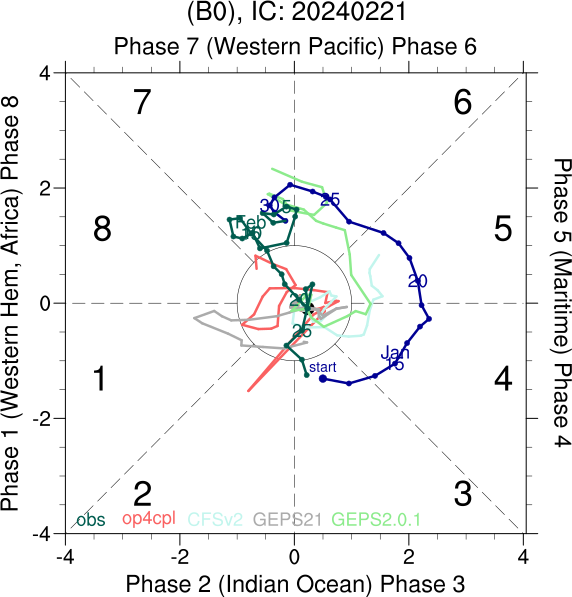 (B0), IC: 20240221
Phase 7 (Western Pacific) Phase 6
4
7
6
Phase 1 (Western Hem, Africa) Phase 8
Phase 5 (Maritime) Phase 4
2
30
5
25
Feb
8
5
20
0
start
Jan
15
25
1
4
-2
2
3
obs
op4cpl
CFSv2
GEPS21
GEPS2.0.1
-4
-4
-2
0
2
4
Phase 2 (Indian Ocean) Phase 3